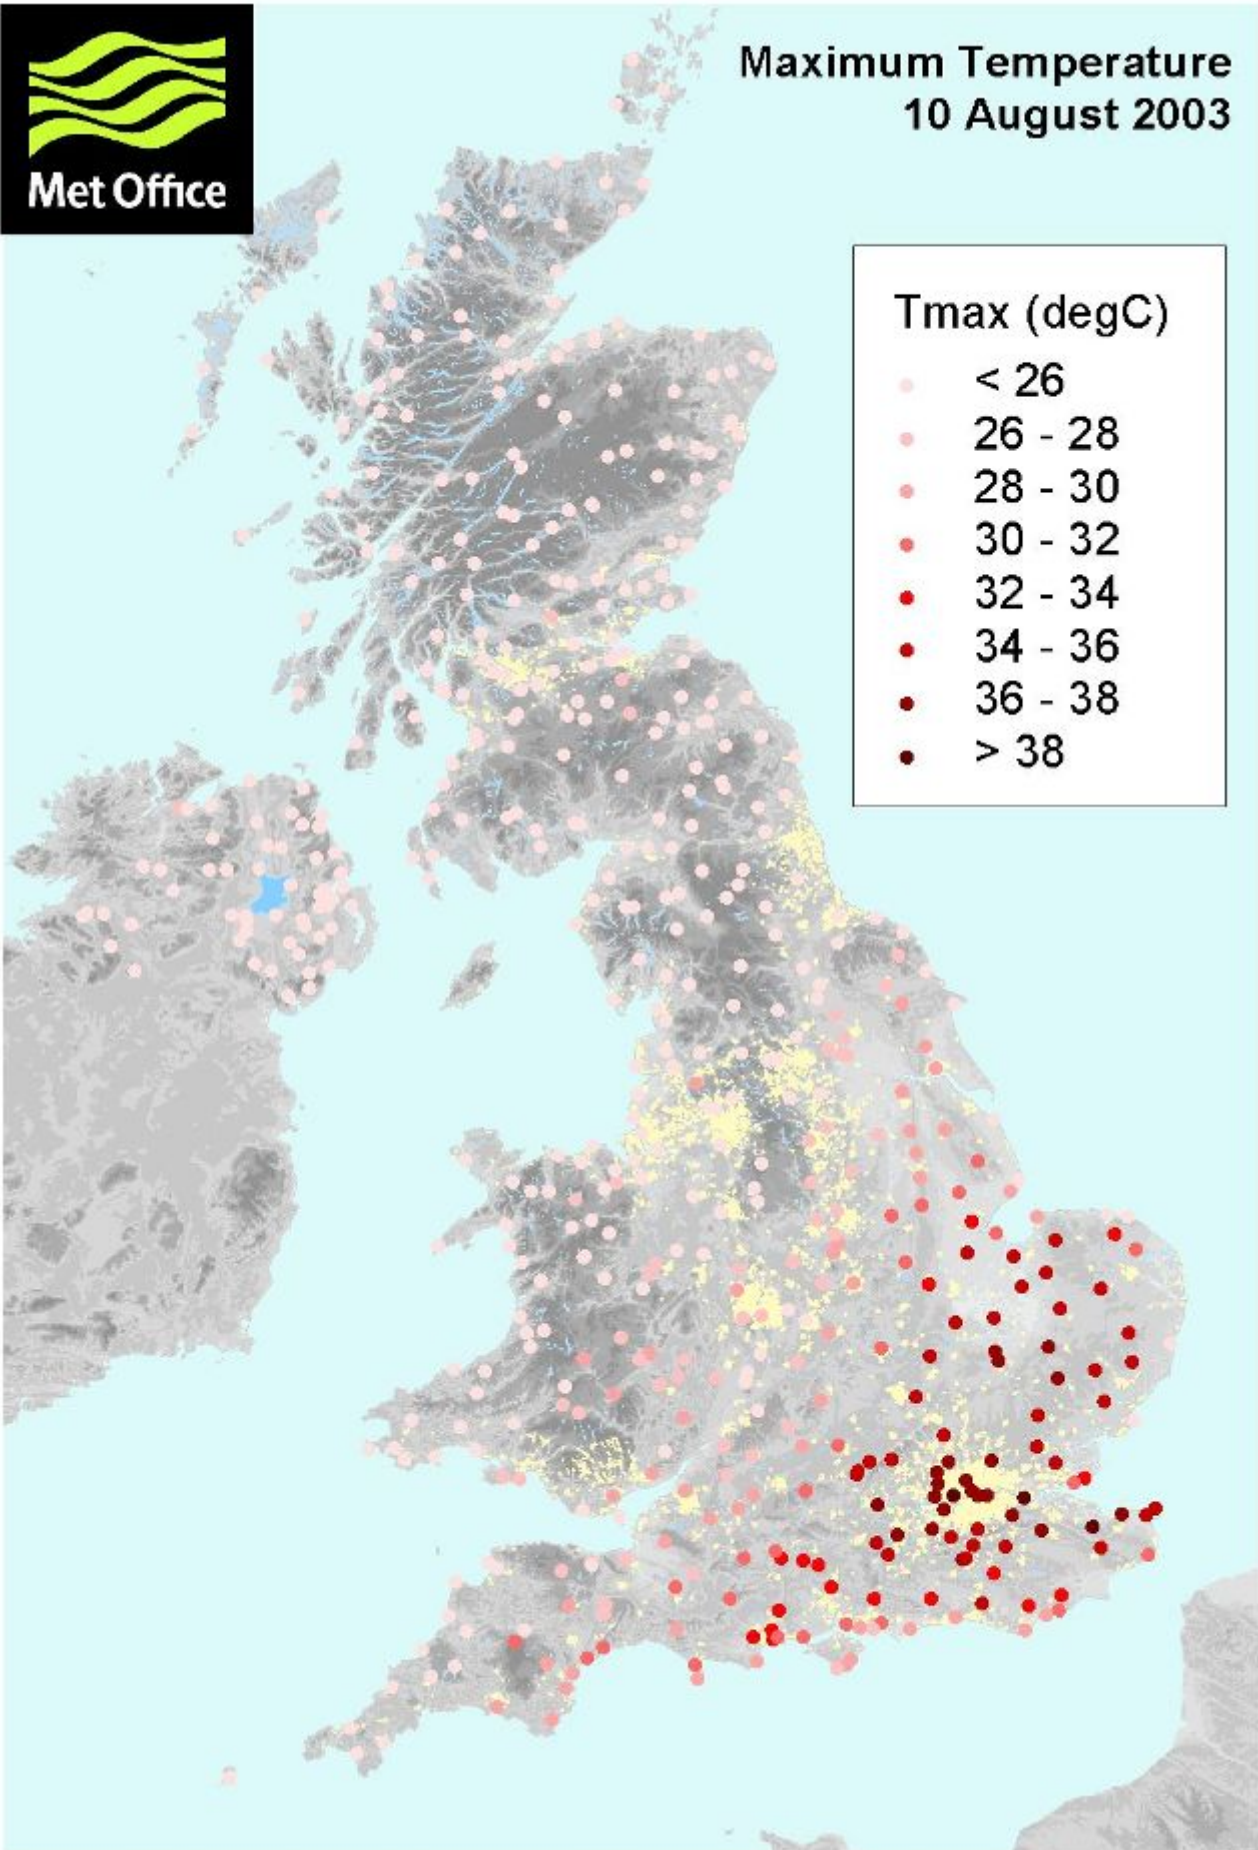 Met Office
Maximum Temperature
10 August 2003
Tmax (degC)
< 26
26 - 28
28 - 30
30 - 32
32 - 34
34 - 36
36 - 38
> 38